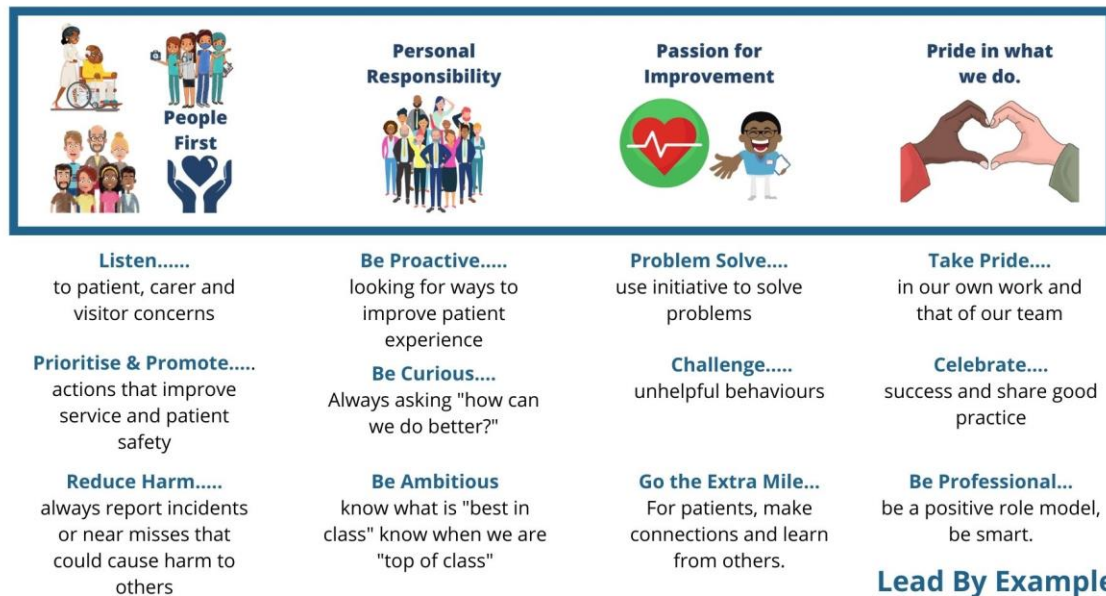 People
First
Personal
Responsibility
Passion for
Improvement
Pride in what
we do.
Listen......
to patient, carer and
visitor concerns
Prioritise & Promote.....
actions that improve
service and patient
safety
Reduce Harm.....
always report incidents
or near misses that
could cause harm to
others
Be Proactive.....
looking for ways to
improve patient
experience
Be Curious....
Always asking "how can
we do better?"
Be Ambitious
know what is "best in
class" know when we are
"top of class"
Problem Solve....
use initiative to solve
problems
Challenge.....
unhelpful behaviours
Go the Extra Mile...
For patients, make
connections and learn
from others.
Take Pride....
in our own work and
that of our team
Celebrate....
success and share good
practice
Be Professional...
be a positive role model,
be smart.
Lead By Example